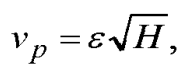 v_p = ε√H,